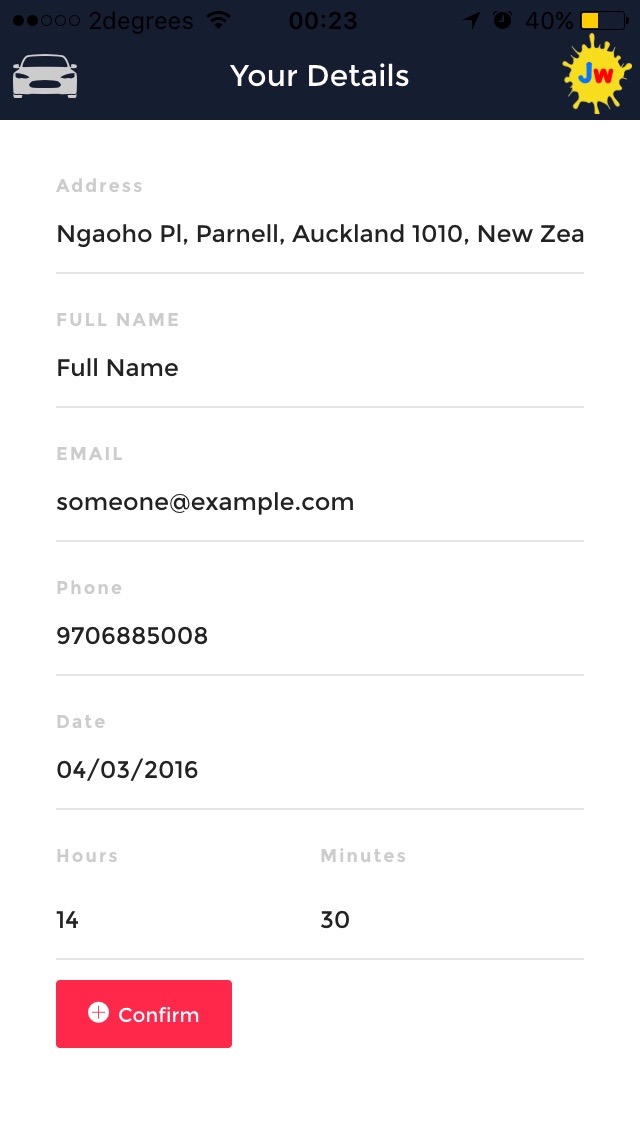 2degrees 00:23 40%
Your Details
Jw
Address
Ngaoho Pl, Parnell, Auckland 1010, New Zea
FULL NAME
Full Name
EMAIL
someone@example.com
Phone
9706885008
Date
04/03/2016
Hours Minutes
14 30
Confirm